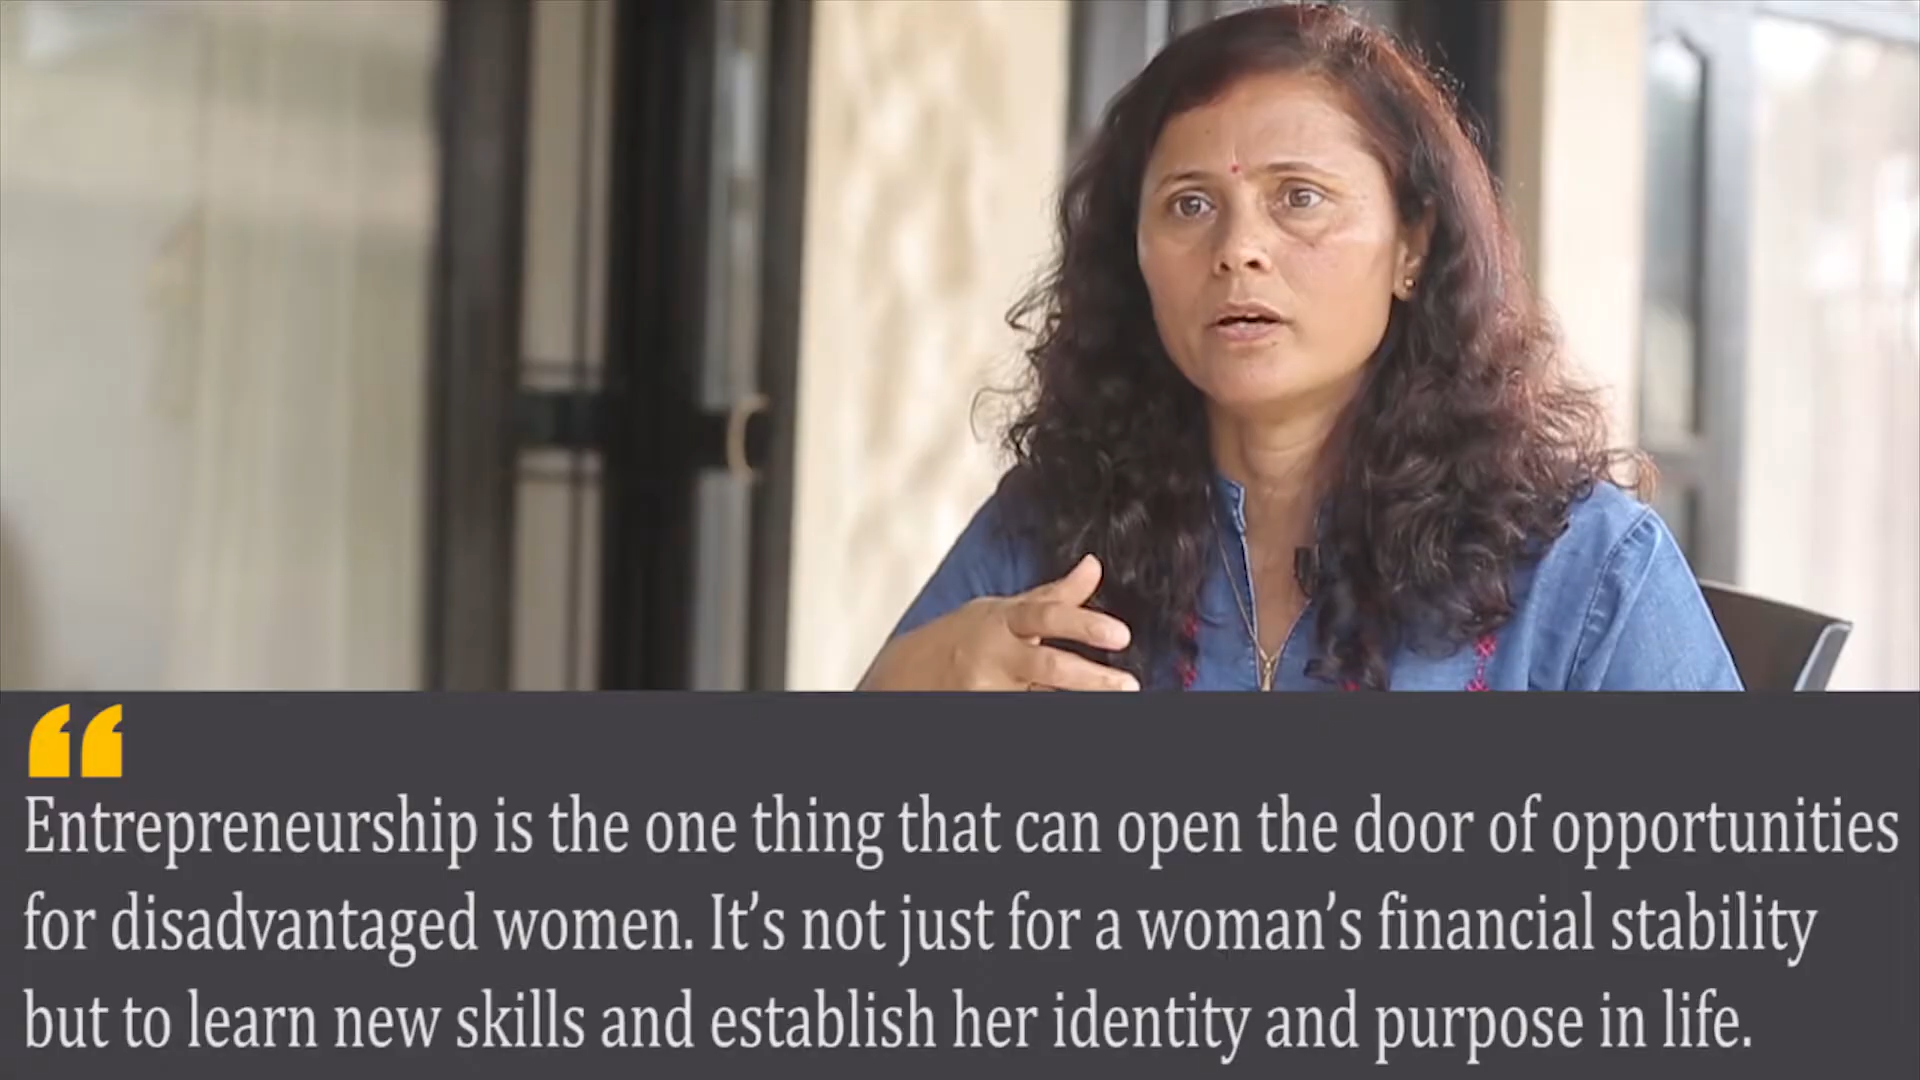 “
Entrepreneurship is the one thing that can open the door of opportunities
for disadvantaged women. It’s not just for a woman’s financial stability
but to learn new skills and establish her identity and purpose in life.